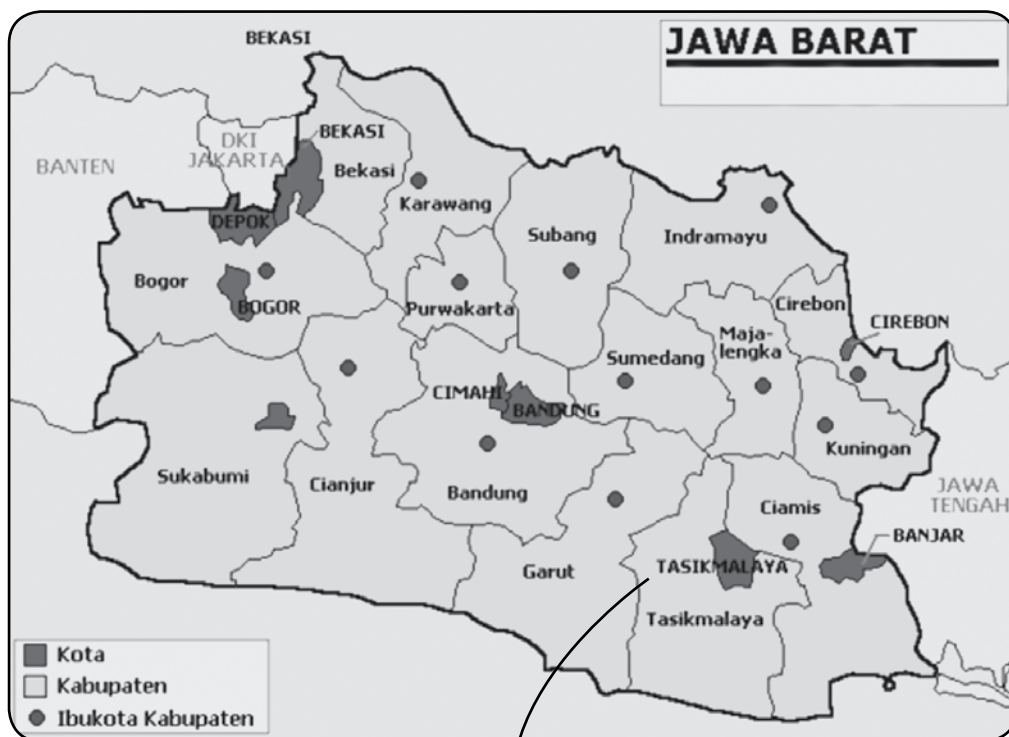 JAWA BARAT
BEKASI
BANTEN
DKI
JAKARTA
BEKASI
Bekasi
Karawang
DEPOK
Subang
Indramayu
Bogor
BOGOR
Purwakarta
Cirebon
CIREBON
Sumedang
Maja-
lengka
CIMAHI
BANDUNG
Kuningan
Sukabumi
Cianjur
Bandung
JAWA
TENGAH
Ciamis
BANJAR
Garut
TASIKMALAYA
Tasikmalaya
Kota
Kabupaten
Ibukota Kabupaten